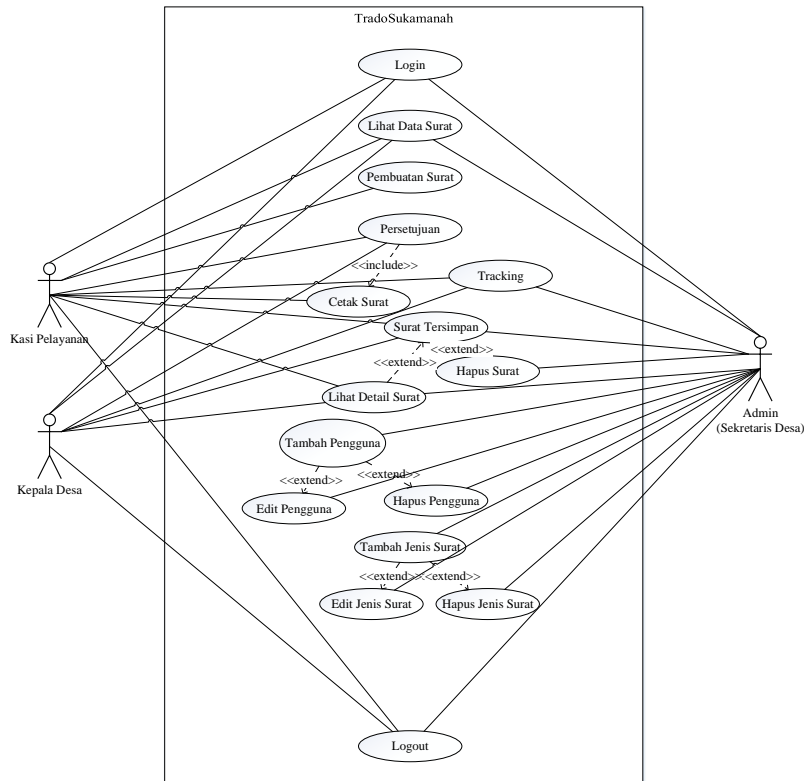 TradoSukamanah
Login
Lihat Data Surat
Pembuatan Surat
Persetujuan
<<include>>
Tracking
Cetak Surat
Kasi Pelayanan
Surat Tersimpan
<<extend>>
<<extend>>
Hapus Surat
Lihat Detail Surat
Admin
(Sekretaris Desa)
Tambah Pengguna
<<extend>>
<<extend>>
Kepala Desa
Hapus Pengguna
Edit Pengguna
Tambah Jenis Surat
<<extend>>
<<extend>>
Edit Jenis Surat
Hapus Jenis Surat
Logout